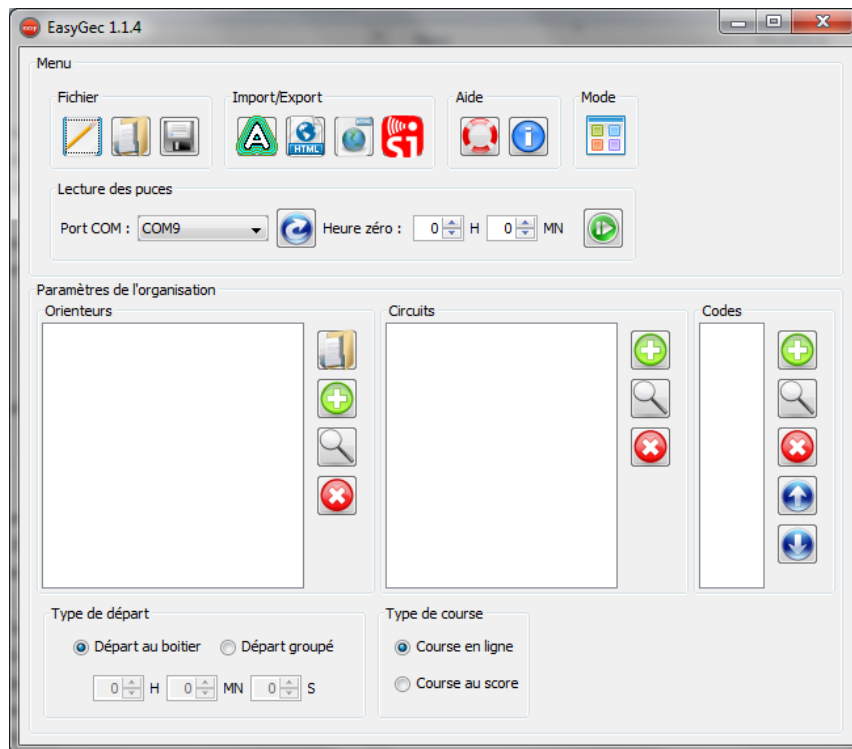 EasyGec 1.1.4
Menu
Fichier
Import/Export
Aide
Mode
HTML
Si
Lecture des puces
Port COM : COM9 Heure zéro : 0 H 0 MN
Paramètres de l'organisation
Orienteurs
Circuits
Codes
Type de départ
Départ au boitier Départ groupé
0 H 0 MN 0 S
Type de course
Course en ligne
Course au score